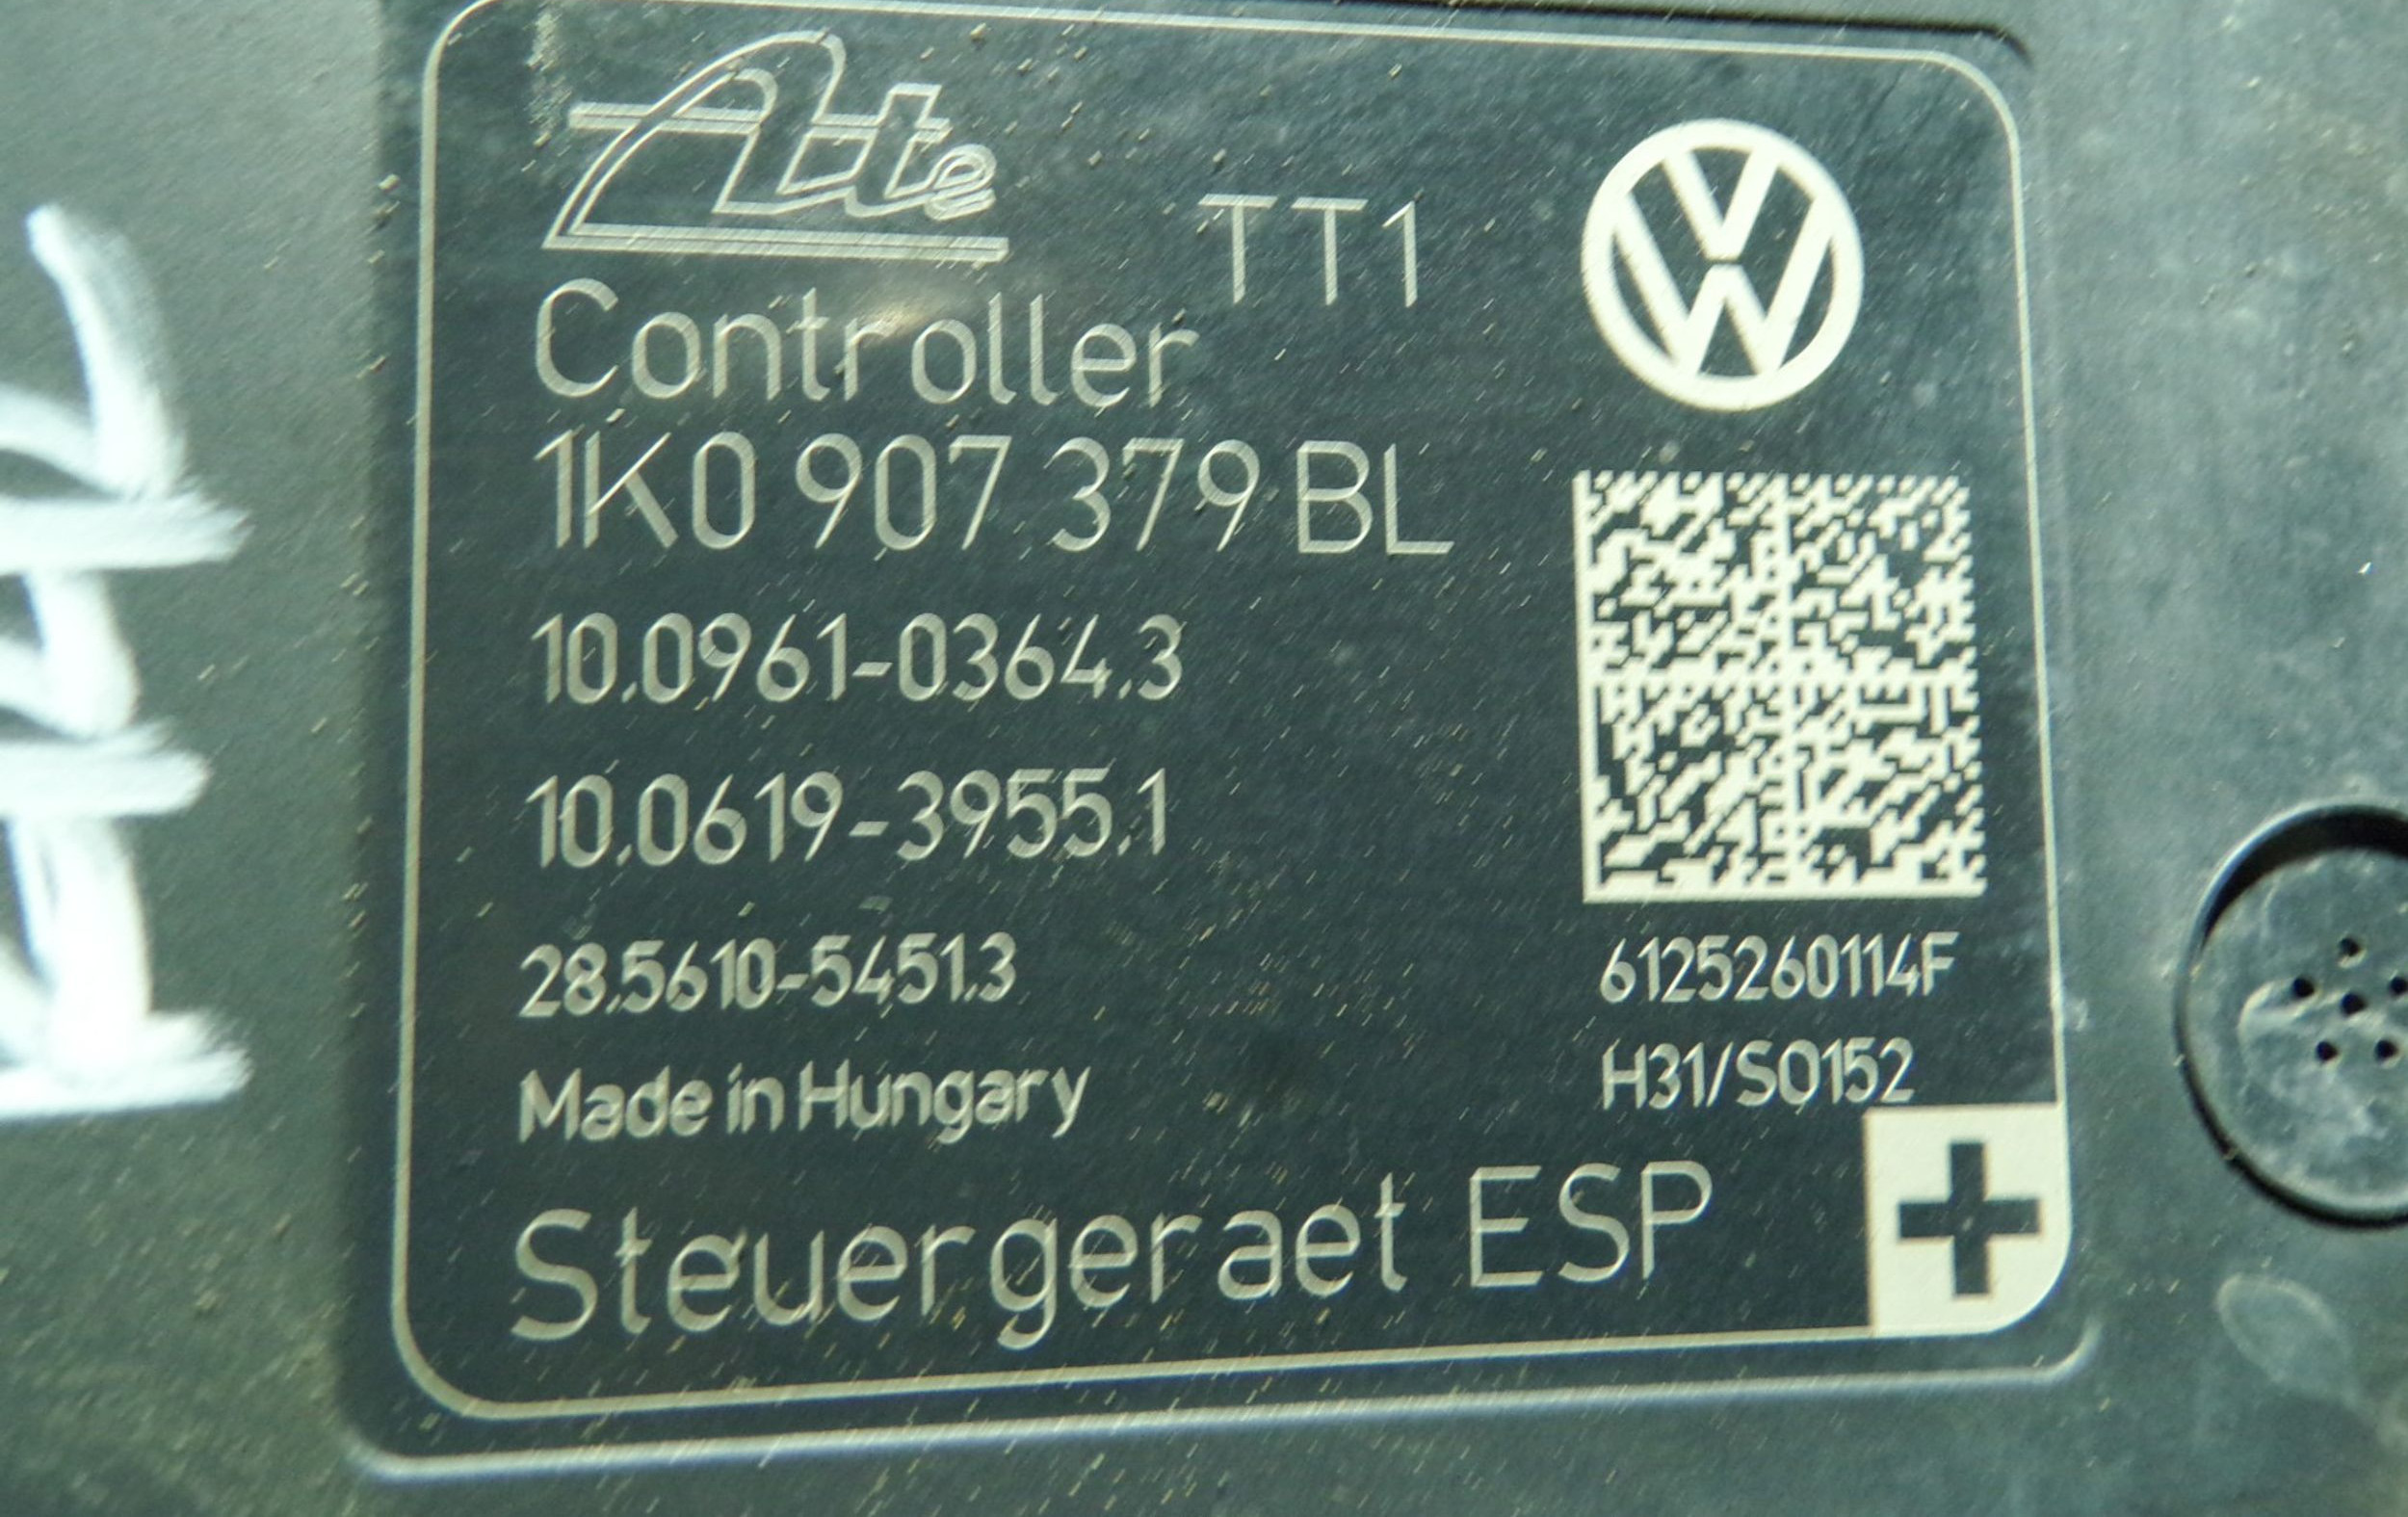 Ate TT1
Controller
1K0 907 379 BL
10.0961-0364.3
10.0619-3955.1
28.5610-5451.3
Made in Hungary
6125260114F
H31/S0152
Steuergeraet ESP